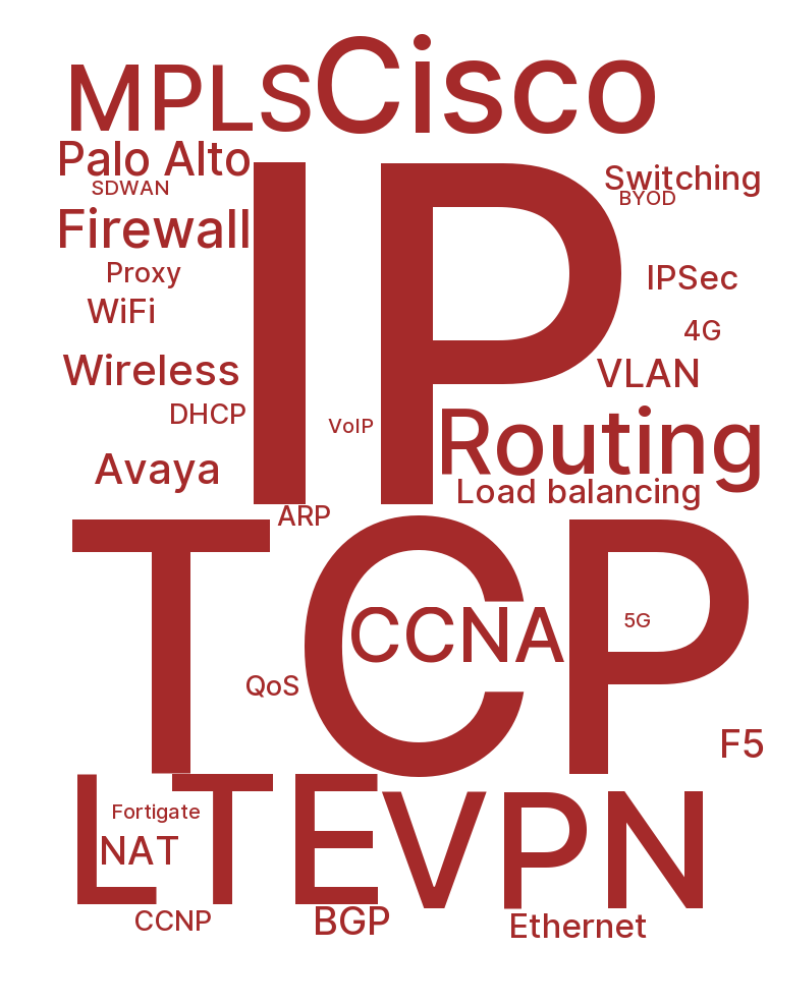 MPLS
Cisco
Palo Alto
SDWAN
Switching
BYOD
Firewall
IP
Proxy
IPSec
WiFi
4G
Wireless
VLAN
DHCP
VoIP
Routing
Avaya
Load balancing
ARP
TCP
CCNA
5G
QoS
F5
LTE
VPN
Fortigate
NAT
CCNP
BGP
Ethernet